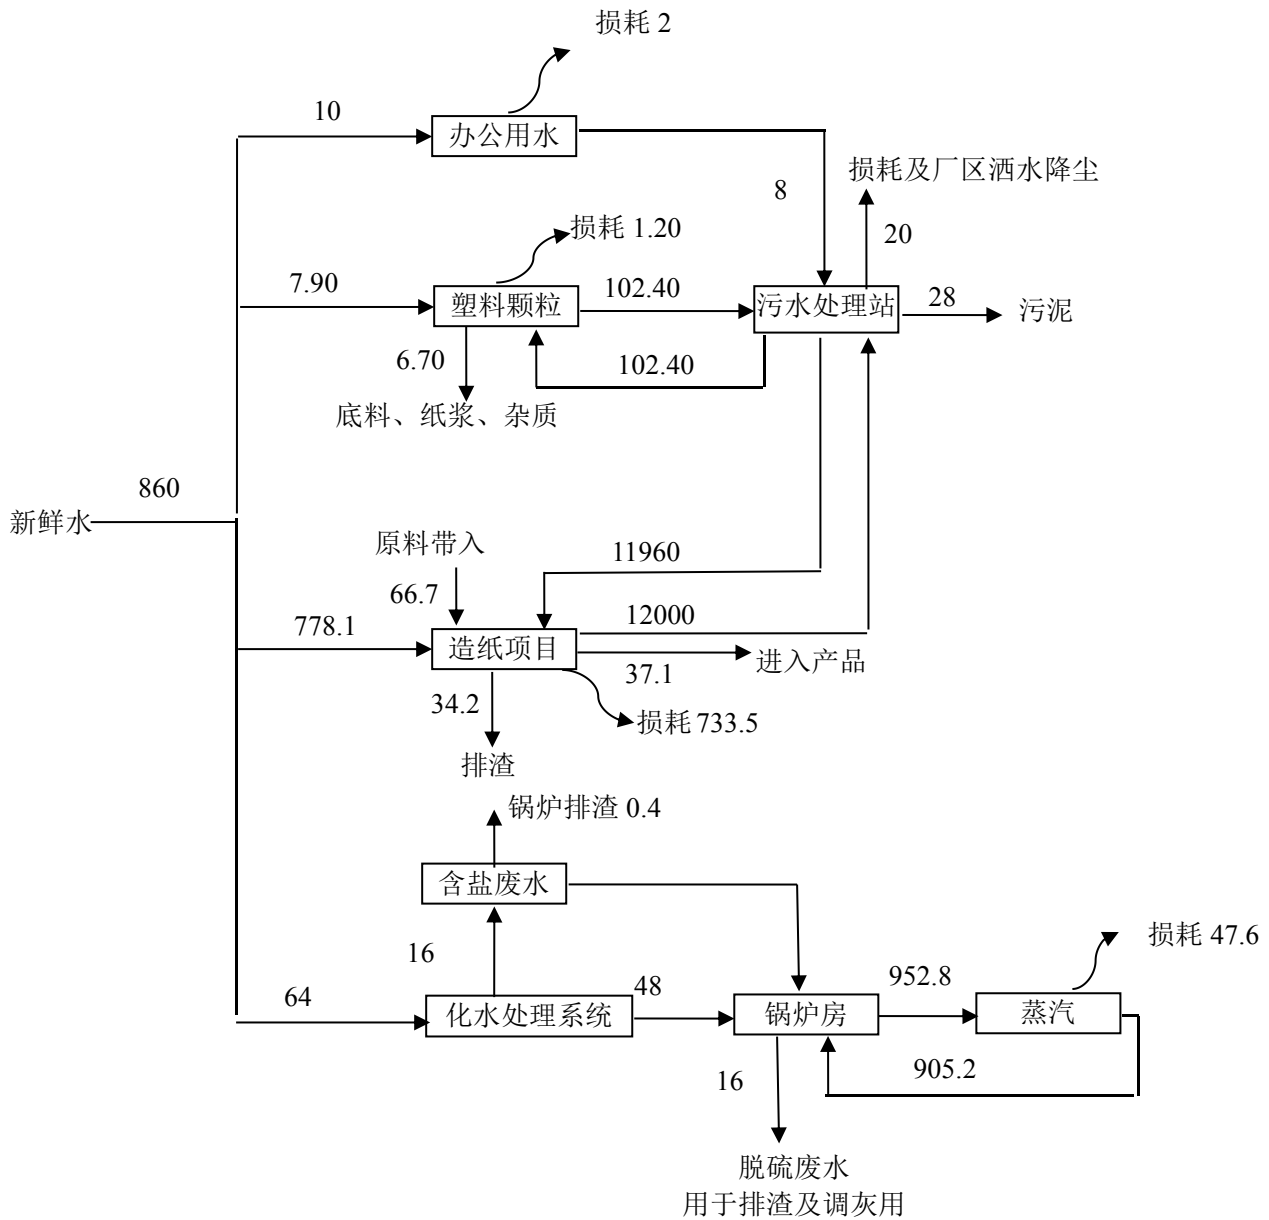 损耗 2
10
办公用水
8
损耗及厂区洒水降尘
20
损耗 1.20
7.90
塑料颗粒
102.40
污水处理站
28
污泥
6.70
102.40
底料、纸浆、杂质
860
新鲜水
原料带入
66.7
11960
12000
778.1
造纸项目
37.1
进入产品
34.2
损耗 733.5
排渣
锅炉排渣 0.4
含盐废水
16
损耗 47.6
64
化水处理系统
48
锅炉房
952.8
蒸汽
905.2
16
脱硫废水
用于排渣及调灰用